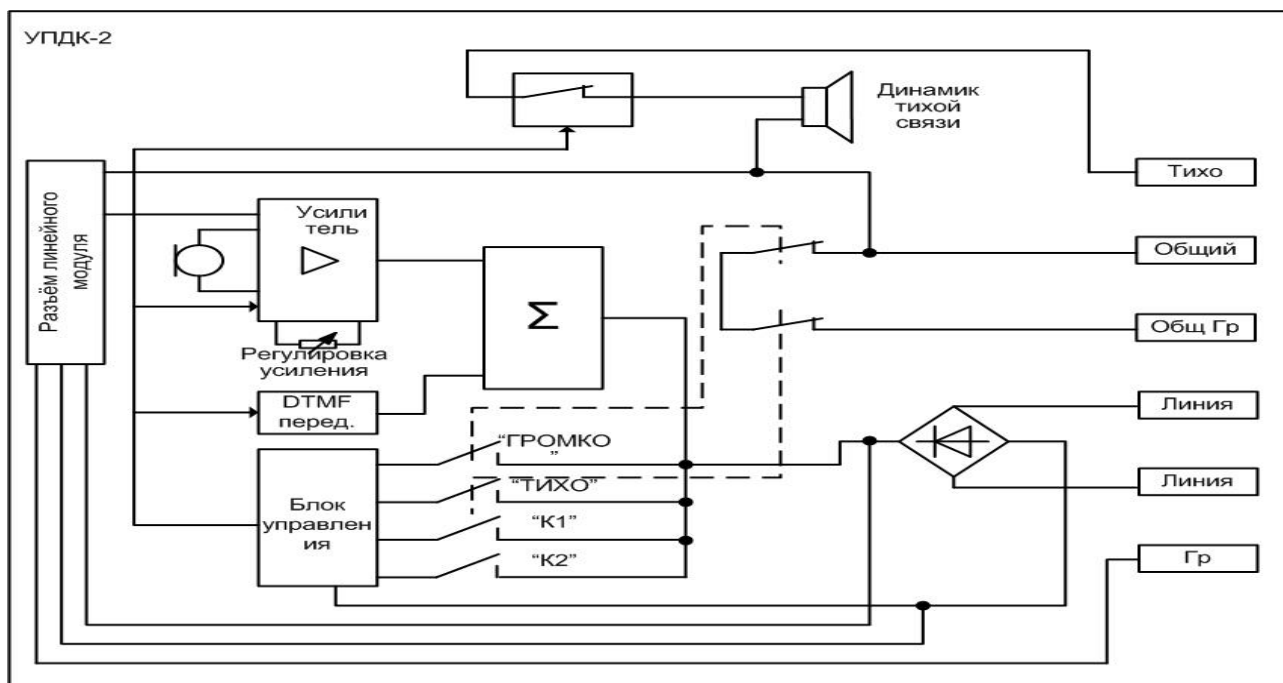 УПДК-2
Динамик
тихой
связи
Тихо
Разъём линейного
модуля
Усили
тель
Общий
Σ
Общ Гр
Регулировка
усиления
DTMF
перед.
Линия
“ГРОМКО
”
“ТИХО”
Линия
Блок
управлен
ия
“К1”
“К2”
Гр